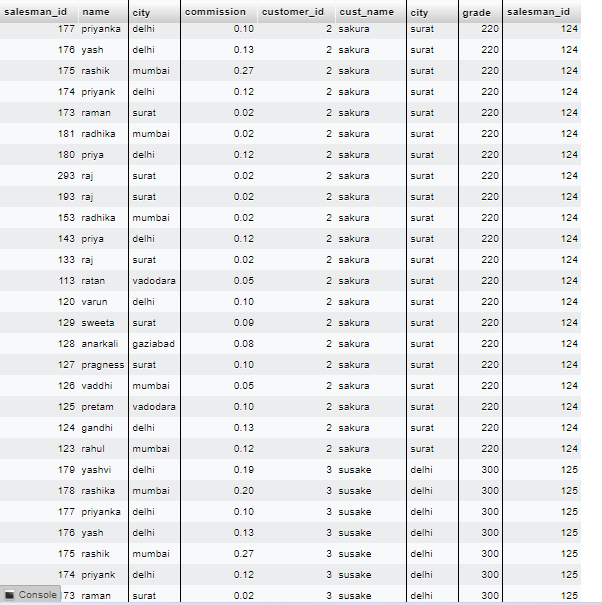 salesman_id name city commission customer_id cust_name city grade salesman_id
177 priyanka delhi 0.10 2 sakura surat 220 124
176 yash delhi 0.13 2 sakura surat 220 124
175 rashik mumbai 0.27 2 sakura surat 220 124
174 priyank delhi 0.12 2 sakura surat 220 124
173 raman surat 0.02 2 sakura surat 220 124
181 radhika mumbai 0.02 2 sakura surat 220 124
180 priya delhi 0.12 2 sakura surat 220 124
293 raj surat 0.02 2 sakura surat 220 124
193 raj surat 0.02 2 sakura surat 220 124
153 radhika mumbai 0.02 2 sakura surat 220 124
143 priya delhi 0.12 2 sakura surat 220 124
133 raj surat 0.02 2 sakura surat 220 124
113 ratan vadodara 0.05 2 sakura surat 220 124
120 varun delhi 0.10 2 sakura surat 220 124
129 sweeta surat 0.09 2 sakura surat 220 124
128 anarkali gaziabad 0.08 2 sakura surat 220 124
127 pragness surat 0.10 2 sakura surat 220 124
126 vaddhi mumbai 0.05 2 sakura surat 220 124
125 pretam vadodara 0.10 2 sakura surat 220 124
124 gandhi delhi 0.13 2 sakura surat 220 124
123 rahul mumbai 0.12 2 sakura surat 220 124
179 yashvi delhi 0.19 3 susake delhi 300 125
178 rashika mumbai 0.20 3 susake delhi 300 125
177 priyanka delhi 0.10 3 susake delhi 300 125
176 yash delhi 0.13 3 susake delhi 300 125
175 rashik mumbai 0.27 3 susake delhi 300 125
174 priyank delhi 0.12 3 susake delhi 300 125
Console 73 raman surat 0.02 3 susake delhi 300 125